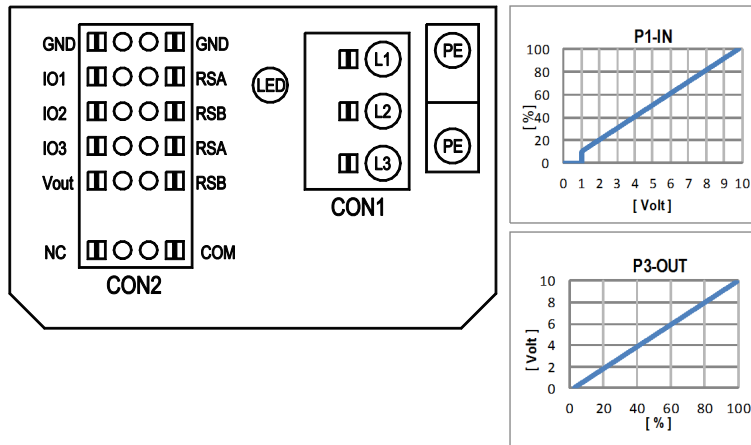 GND GND
IO1 RSA
IO2 RSB
IO3 RSA
Vout RSB
NC COM
CON2
LED
L1
L2
L3
CON1
PE
PE
P1-IN
[ % ]
100
80
60
40
20
0
0 1 2 3 4 5 6 7 8 9 10
[ Volt ]
P3-OUT
[ Volt ]
10
8
6
4
2
0
0 20 40 60 80 100
[ % ]